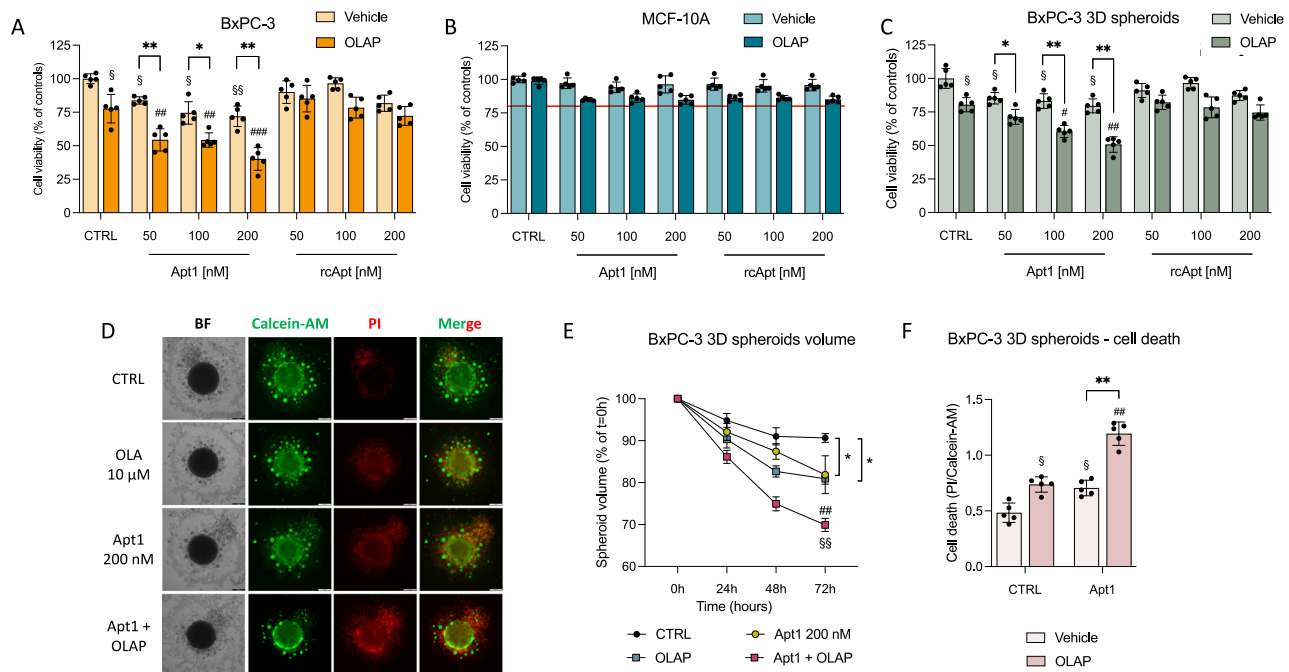 A
BxPC-3
Vehicle
OLAP
Cell viability (% of controls)
125
100
75
50
25
0
§
§
**
##
§
*
##
§§
**
###
CTRL
50
100
200
50
100
200
Apt1 [nM]
rcApt [nM]
B
MCF-10A
Vehicle
OLAP
Cell viability (% of controls)
125
100
75
50
25
0
CTRL
50
100
200
50
100
200
Apt1 [nM]
rcApt [nM]
C
BxPC-3 3D spheroids
Vehicle
OLAP
Cell viability (% of controls)
125
100
75
50
25
0
§
§
*
§
**
#
§
**
##
CTRL
50
100
200
50
100
200
Apt1 [nM]
rcApt [nM]
D
BF
Calcein-AM
PI
Merge
CTRL
OLA
10 µM
Apt1
200 nM
Apt1 +
OLAP
E
BxPC-3 3D spheroids volume
Spheroid volume (% of t=0h)
100
90
80
70
60
*
*
##
§§
0h
24h
48h
72h
Time (hours)
CTRL
Apt1 200 nM
OLAP
Apt1 + OLAP
F
BxPC-3 3D spheroids - cell death
Cell death (PI/Calcein-AM)
1.5
1.0
0.5
0.0
§
§
**
##
CTRL
Apt1
Vehicle
OLAP